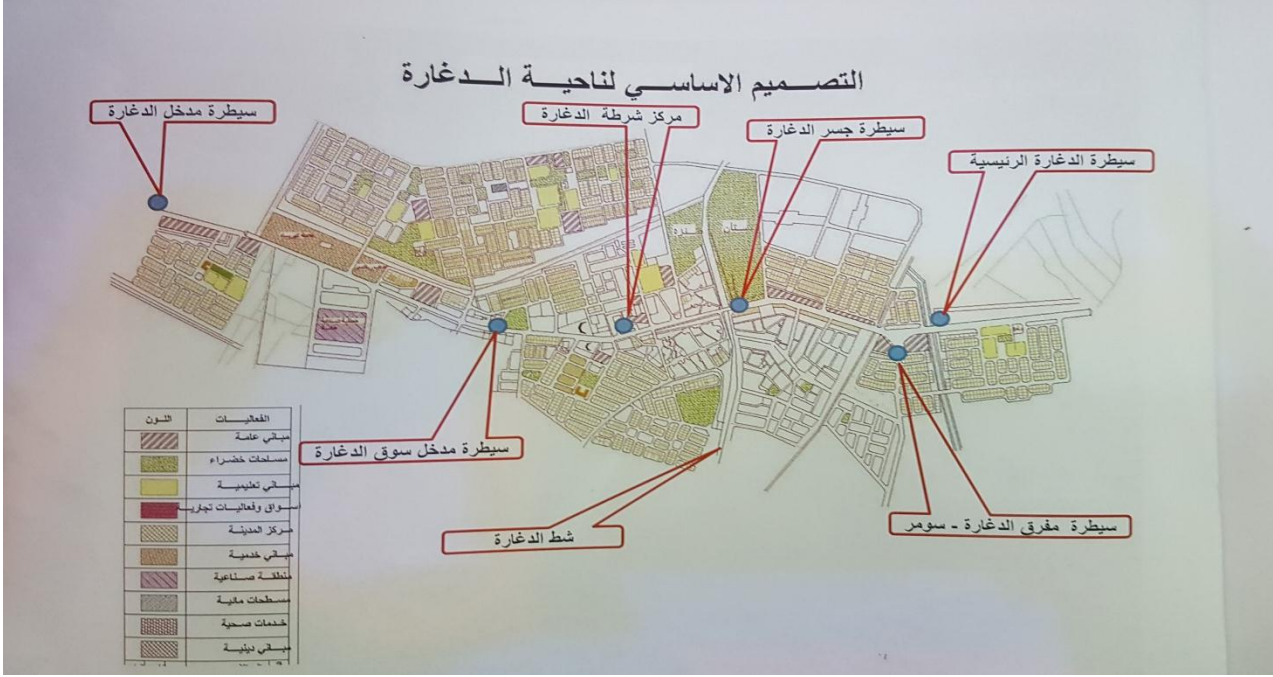 التصميم الاساسي لناحية الدغارة
سيطرة مدخل الدغارة
مركز شرطة الدغارة
سيطرة جسر الدغارة
سيطرة الدغارة الرئيسية
سيطرة مدخل سوق الدغارة
شط الدغارة
سيطرة مفرق الدغارة - سومر
الفعاليات اللون
مباني عامة
مساحات خضراء
مباني تعليمية
اسواق وفعاليات تجارية
مركز المدينة
مباني خدمية
منطقة صناعية
مسطحات مائية
خدمات صحية
مباني دينية